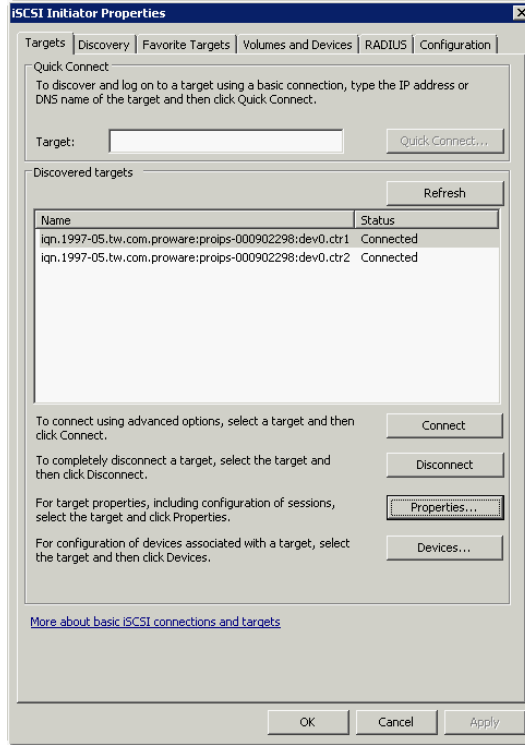 iSCSI Initiator Properties
Targets Discovery Favorite Targets Volumes and Devices RADIUS Configuration
Quick Connect
To discover and log on to a target using a basic connection, type the IP address or
DNS name of the target and then click Quick Connect.
Target: Quick Connect...
Discovered targets
Refresh
Name Status
iqn.1997-05.tw.com.proware:proips-000902298:dev0.ctr1 Connected
iqn.1997-05.tw.com.proware:proips-000902298:dev0.ctr2 Connected
To connect using advanced options, select a target and then
click Connect.
Connect
To completely disconnect a target, select the target and
then click Disconnect.
Disconnect
For target properties, including configuration of sessions,
select the target and click Properties.
Properties...
For configuration of devices associated with a target, select
the target and then click Devices.
Devices...
More about basic iSCSI connections and targets
OK Cancel Apply